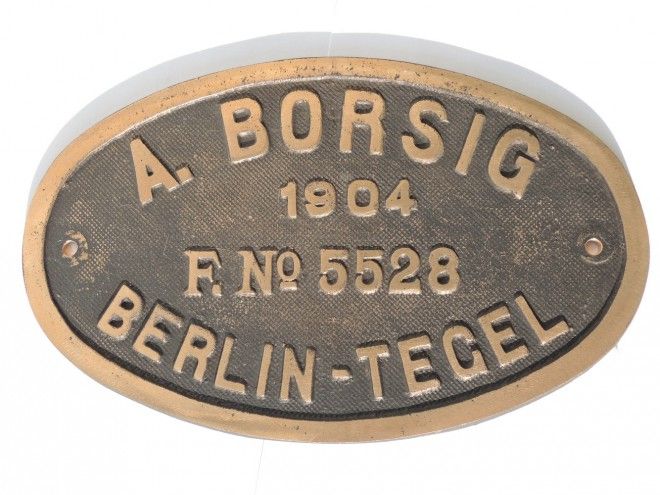 A. BORSIG
1904
F. No 5528
BERLIN-TEGEL